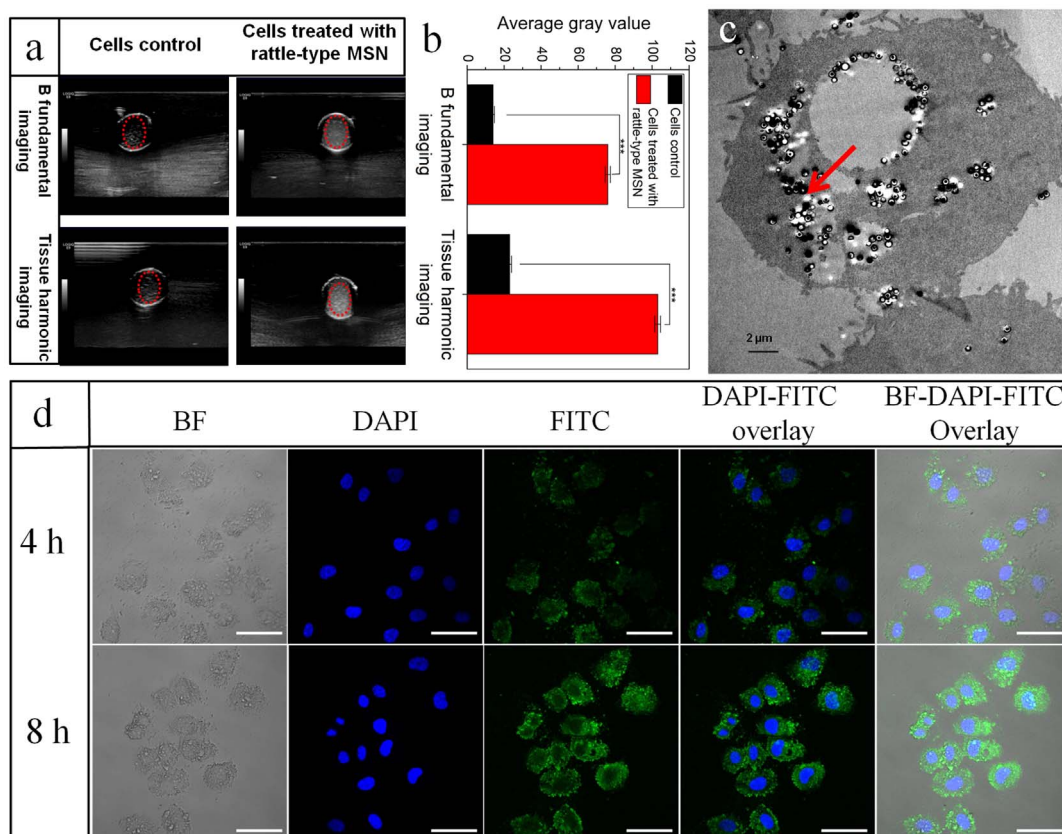 a
Cells control
Cells treated with
rattle-type MSN
B fundamental
imaging
Tissue harmonic
imaging
b
Average gray value
0
20
40
60
80
100
120
Cells control
Cells treated with
rattle-type MSN
***
***
B fundamental
imaging
Tissue harmonic
imaging
c
2 µm
d
BF
DAPI
FITC
DAPI-FITC
overlay
BF-DAPI-FITC
Overlay
4 h
8 h